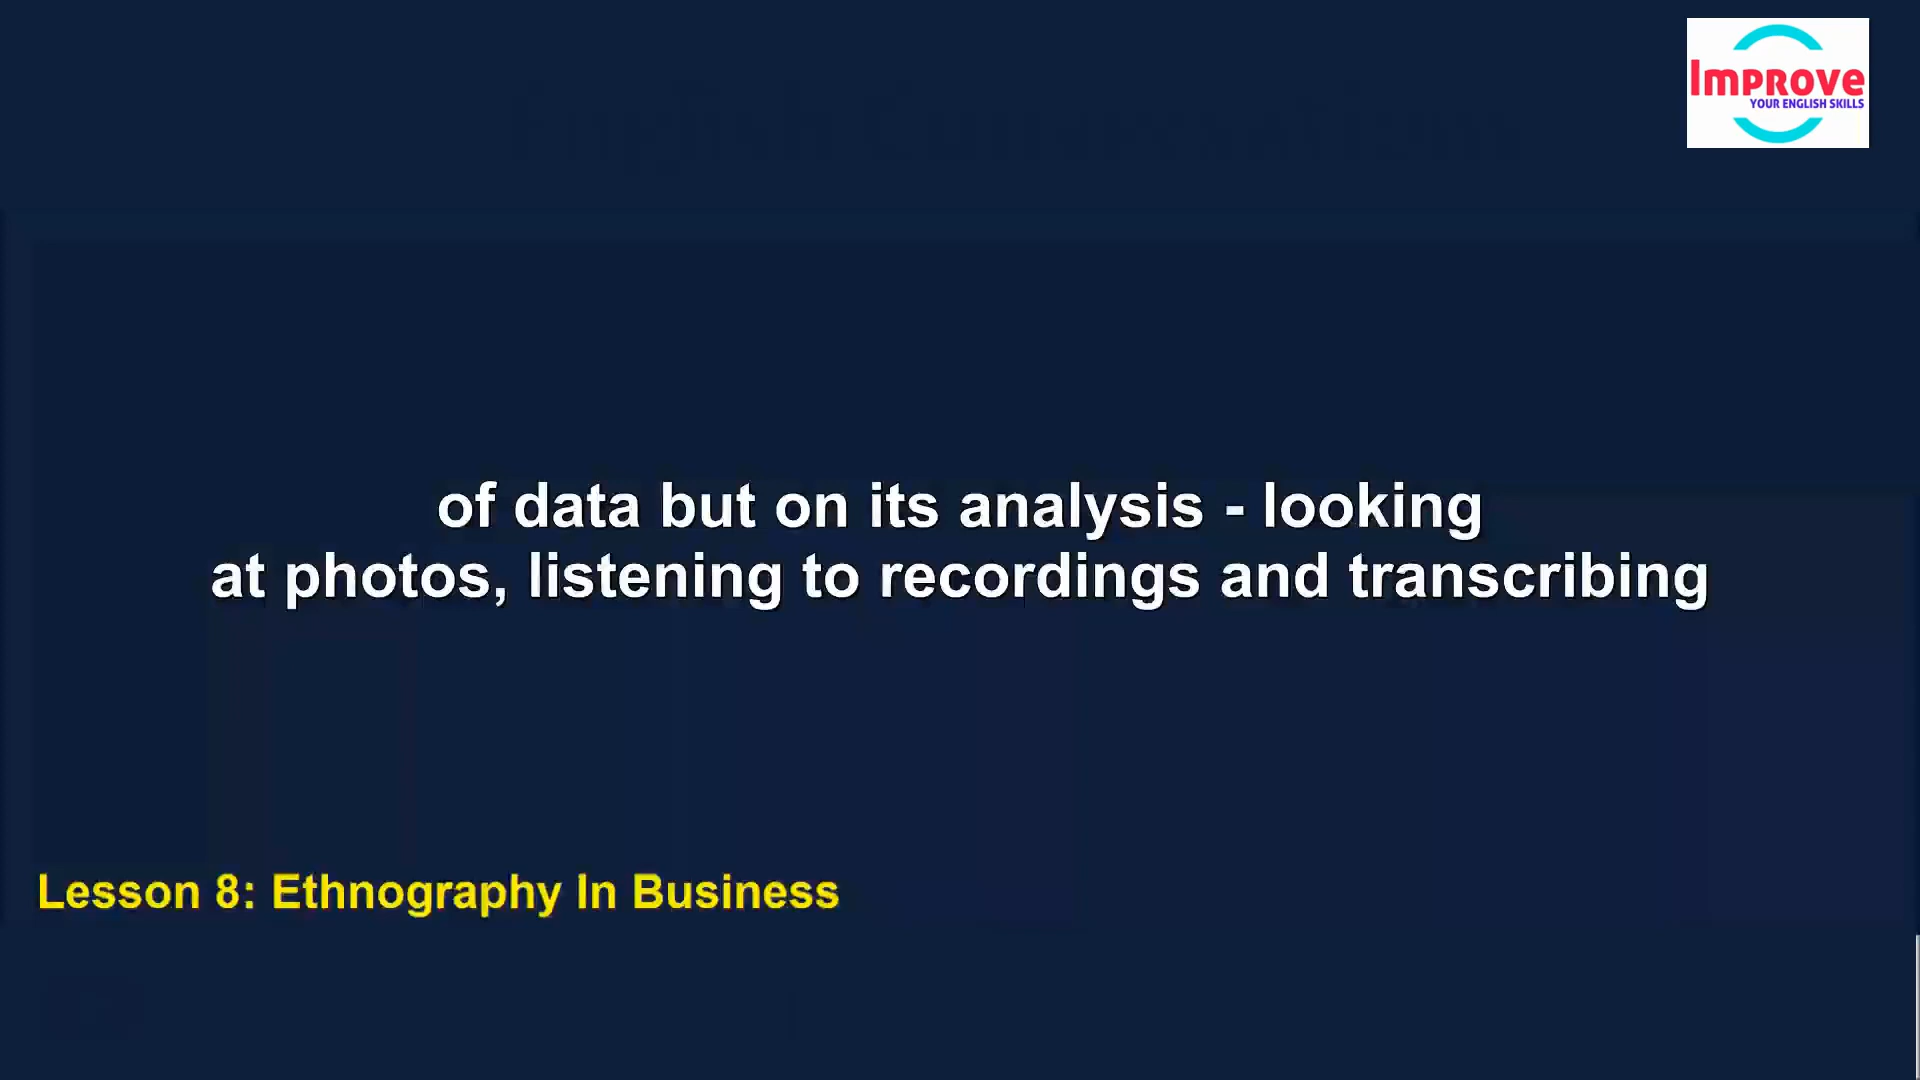 Improve
YOUR ENGLISH SKILLS
of data but on its analysis - looking
at photos, listening to recordings and transcribing
Lesson 8: Ethnography In Business